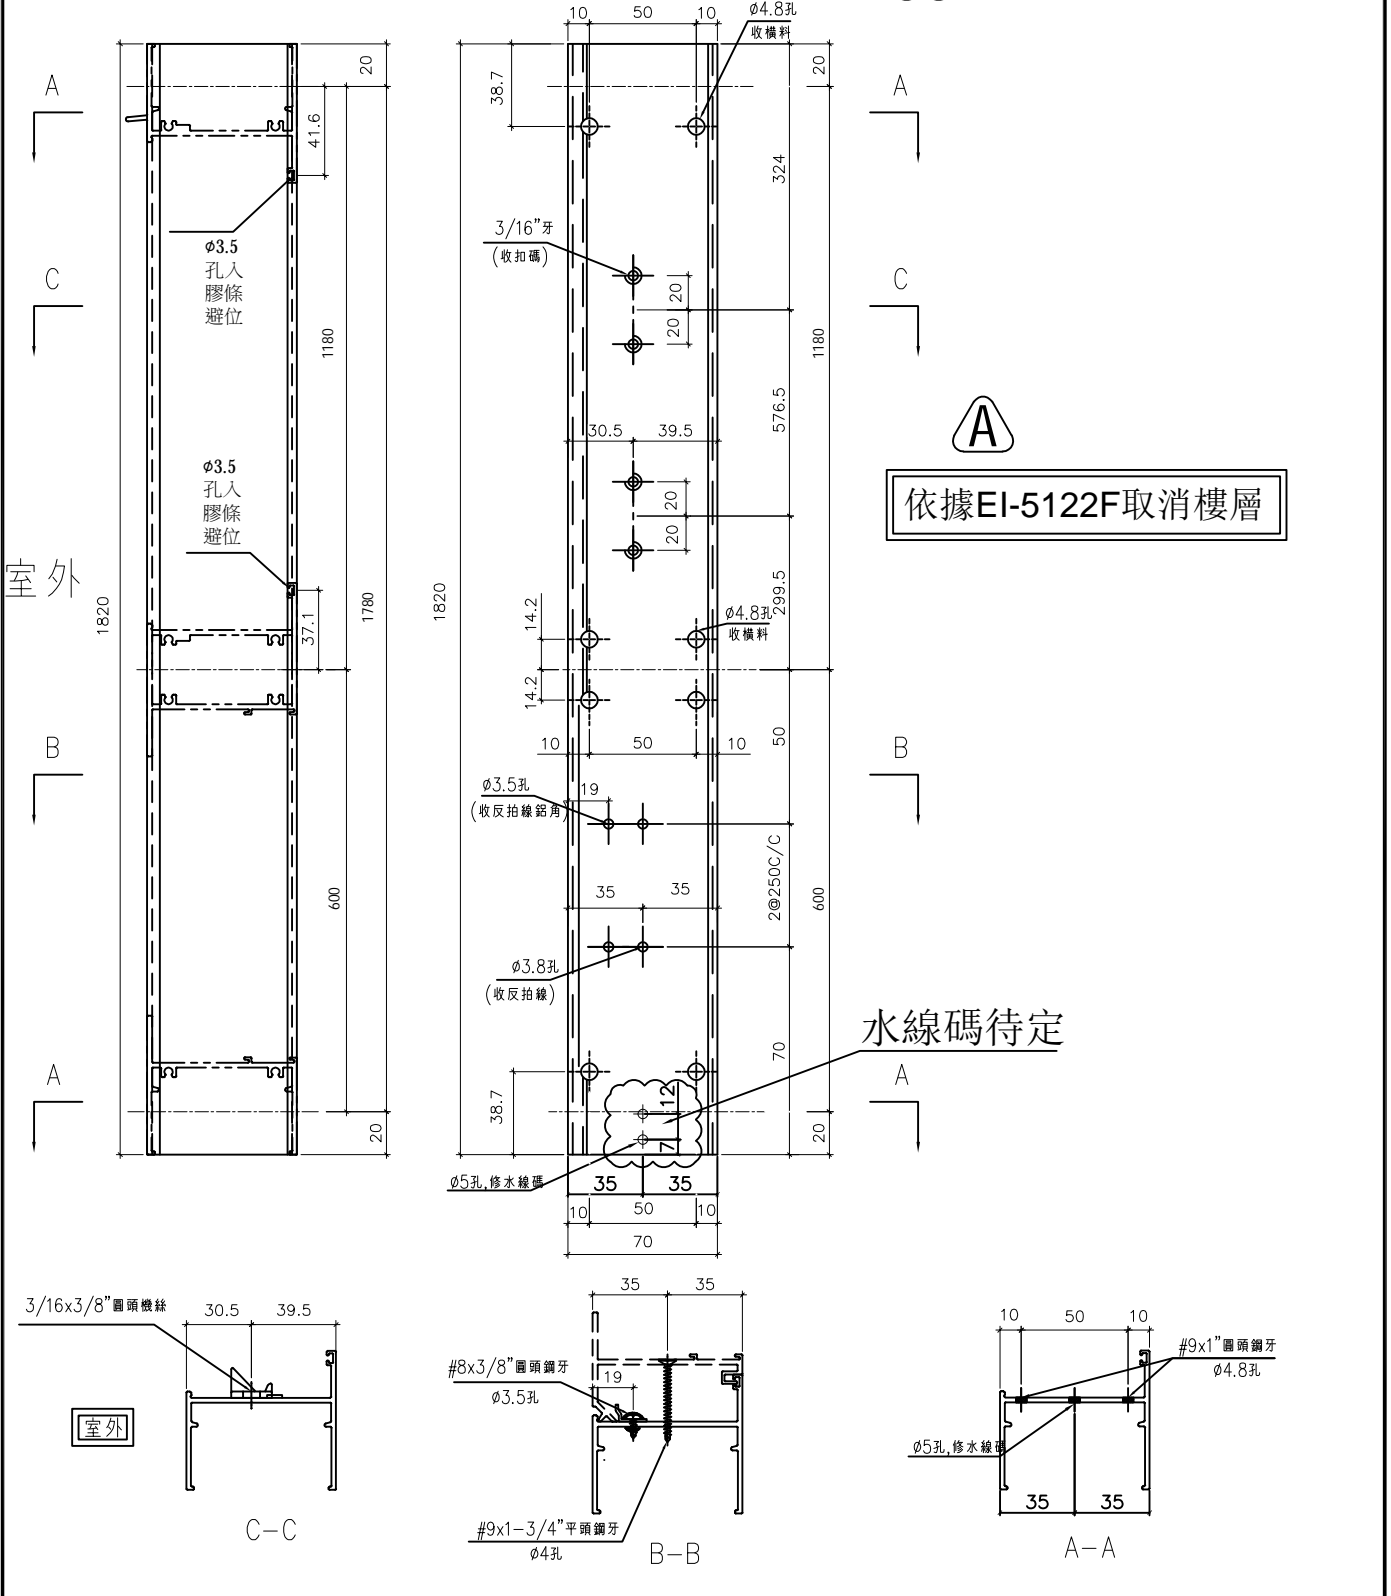 10
50
10
ø4.8孔
收橫料
20
38.7
20
A
A
41.6
324
ø3.5
孔入
膠條
避位
3/16”牙
(收扣碼)
C
C
20
20
1180
1180
576.5
30.5
39.5
A
依據EI-5122F取消樓層
ø3.5
孔入
膠條
避位
20
20
室外
1820
37.1
1780
1820
14.2
14.2
ø4.8孔
收橫料
299.5
B
B
10
50
10
50
ø3.5孔
(收反拍線鋁角)
19
600
35
35
2@250C/C
600
ø3.8孔
(收反拍線)
水線碼待定
70
A
A
38.7
12
7
20
20
ø5孔,修水線碼
35
35
10
50
10
70
3/16x3/8”圓頭機絲
30.5
39.5
室外
C-C
35
35
#8x3/8”圓頭鋼牙
ø3.5孔
19
#9x1-3/4”平頭鋼牙
ø4孔
B-B
10
50
10
#9x1”圓頭鋼牙
ø4.8孔
ø5孔,修水線碼
35
35
A-A